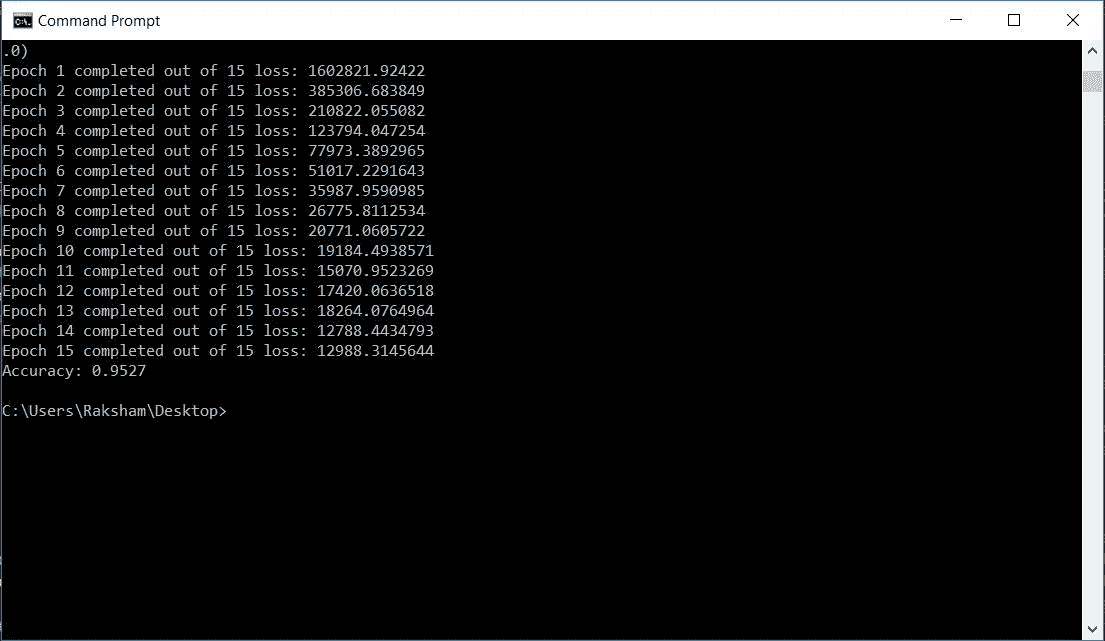 Command Prompt
.0)
Epoch 1 completed out of 15 loss: 1602821.92422
Epoch 2 completed out of 15 loss: 385306.683849
Epoch 3 completed out of 15 loss: 210822.055082
Epoch 4 completed out of 15 loss: 123794.047254
Epoch 5 completed out of 15 loss: 77973.3892965
Epoch 6 completed out of 15 loss: 51017.2291643
Epoch 7 completed out of 15 loss: 35987.9590985
Epoch 8 completed out of 15 loss: 26775.8112534
Epoch 9 completed out of 15 loss: 20771.0605722
Epoch 10 completed out of 15 loss: 19184.4938571
Epoch 11 completed out of 15 loss: 15070.9523269
Epoch 12 completed out of 15 loss: 17420.0636518
Epoch 13 completed out of 15 loss: 18264.0764964
Epoch 14 completed out of 15 loss: 12788.4434793
Epoch 15 completed out of 15 loss: 12988.3145644
Accuracy: 0.9527
C:\Users\Raksham\Desktop>